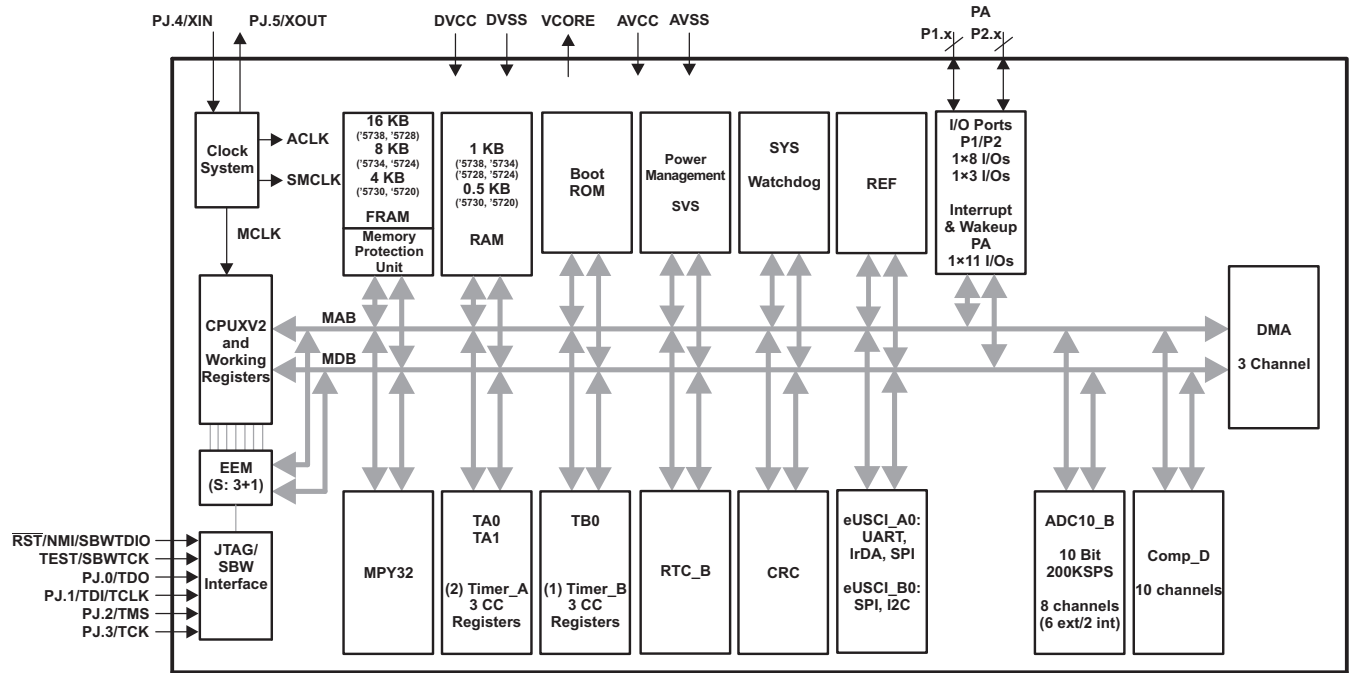 PJ.4/XIN
PJ.5/XOUT
DVCC
DVSS
VCORE
AVCC
AVSS
PA
P1.x
P2.x
Clock
System
ACLK
SMCLK
MCLK
16 KB
('5738, '5728)
8 KB
('5734, '5724)
4 KB
('5730, '5720)
FRAM
Memory
Protection
Unit
1 KB
('5738, '5734)
('5728, '5724)
0.5 KB
('5730, '5720)
RAM
Boot
ROM
Power
Management
SVS
SYS
Watchdog
REF
I/O Ports
P1/P2
1×8 I/Os
1×3 I/Os
Interrupt
& Wakeup
PA
1×11 I/Os
CPUXV2
and
Working
Registers
MAB
MDB
DMA
3 Channel
EEM
(S: 3+1)
RST/NMI/SBWTDIO
TEST/SBWTCK
PJ.0/TDO
PJ.1/TDI/TCLK
PJ.2/TMS
PJ.3/TCK
JTAG/
SBW
Interface
MPY32
TA0
TA1
(2) Timer_A
3 CC
Registers
TB0
(1) Timer_B
3 CC
Registers
RTC_B
CRC
eUSCI_A0:
UART,
IrDA, SPI
eUSCI_B0:
SPI, I2C
ADC10_B
10 Bit
200KSPS
8 channels
(6 ext/2 int)
Comp_D
10 channels